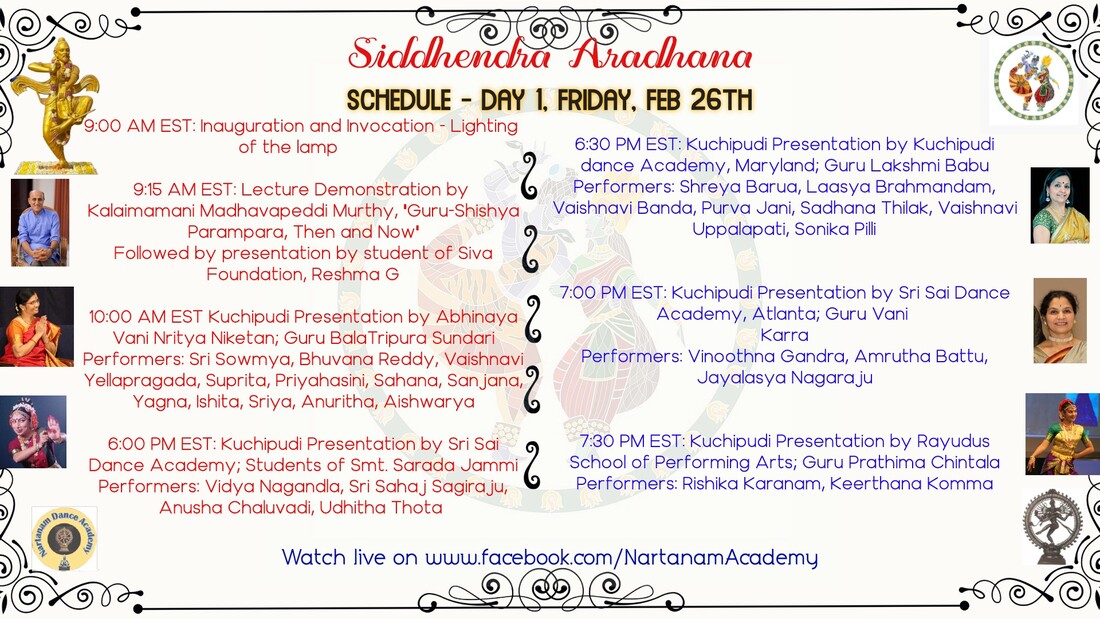 Siddhendra Aradhana
SCHEDULE - DAY 1, FRIDAY, FEB 26TH
9:00 AM EST: Inauguration and Invocation - Lighting
of the lamp
9:15 AM EST: Lecture Demonstration by
Kalaimamani Madhavapeddi Murthy, "Guru-Shishya
Parampara, Then and Now"
Followed by presentation by student of Siva
Foundation, Reshma G
10:00 AM EST Kuchipudi Presentation by Abhinaya
Vani Nritya Niketan; Guru BalaTripura Sundari
Performers: Sri Sowmya, Bhuvana Reddy, Vaishnavi
Yellapragada, Suprita, Priyahasini, Sahana, Sanjana,
Yagna, Ishita, Sriya, Anuritha, Aishwarya
6:00 PM EST: Kuchipudi Presentation by Sri Sai
Dance Academy; Students of Smt. Sarada Jammi
Performers: Vidya Nagandla, Sri Sahaj Sagiraju,
Anusha Chaluvadi, Udhitha Thota
6:30 PM EST: Kuchipudi Presentation by Kuchipudi
dance Academy, Maryland; Guru Lakshmi Babu
Performers: Shreya Barua, Laasya Brahmandam,
Vaishnavi Banda, Purva Jani, Sadhana Thilak, Vaishnavi
Uppalapati, Sonika Pilli
7:00 PM EST: Kuchipudi Presentation by Sri Sai Dance
Academy, Atlanta; Guru Vani
Karra
Performers: Vinoothna Gandra, Amrutha Battu,
Jayalasya Nagaraju
7:30 PM EST: Kuchipudi Presentation by Rayudus
School of Performing Arts; Guru Prathima Chintala
Performers: Rishika Karanam, Keerthana Komma
Nartanam Dance Academy
Watch live on www.facebook.com/NartanamAcademy